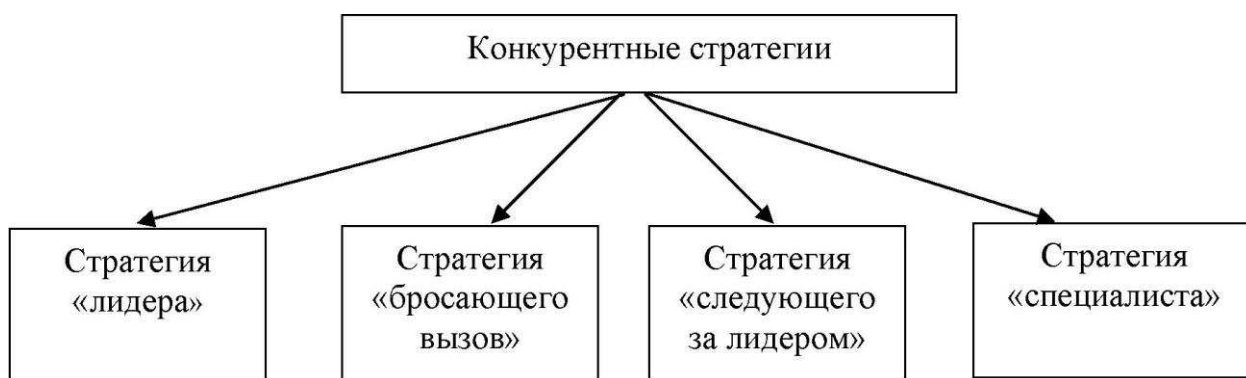 Конкурентные стратегии
Стратегия
«лидера»
Стратегия
«бросающего
вызов»
Стратегия
«следующего
за лидером»
Стратегия
«специалиста»